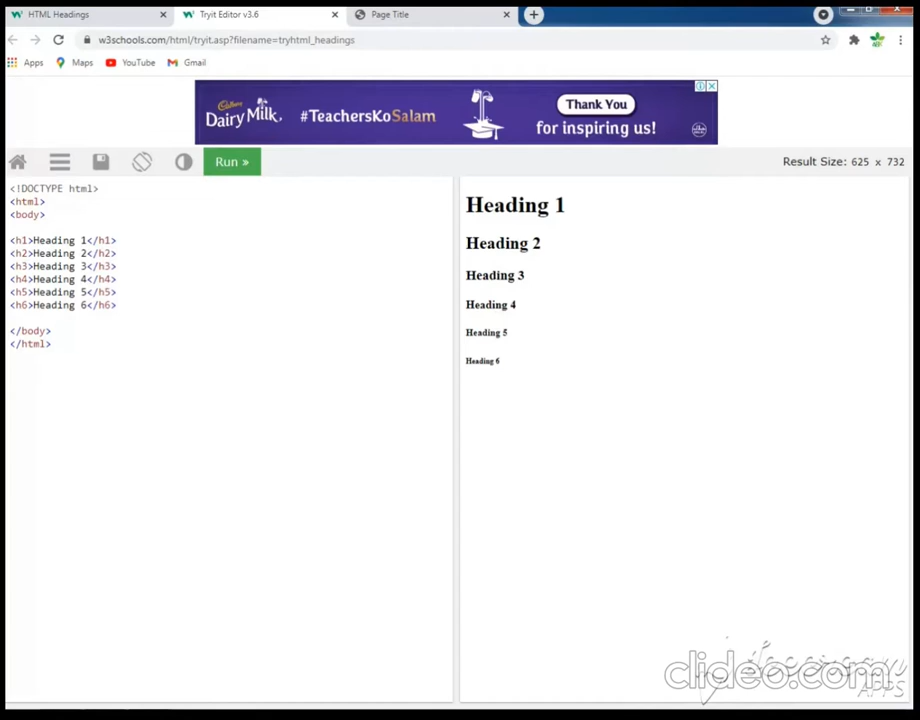 HTML Headings
Tryit Editor v3.6
Page Title
w3schools.com/html/tryit.asp?filename=tryhtml_headings
Apps
Maps
YouTube
Gmail
Cadbury
Dairy Milk
#TeachersKoSalam
Thank You
for inspiring us!
Run »
Result Size: 625 x 732
<!DOCTYPE html>
<html>
<body>
<h1>Heading 1</h1>
<h2>Heading 2</h2>
<h3>Heading 3</h3>
<h4>Heading 4</h4>
<h5>Heading 5</h5>
<h6>Heading 6</h6>
</body>
</html>
Heading 1
Heading 2
Heading 3
Heading 4
Heading 5
Heading 6
clideo.com
APPS